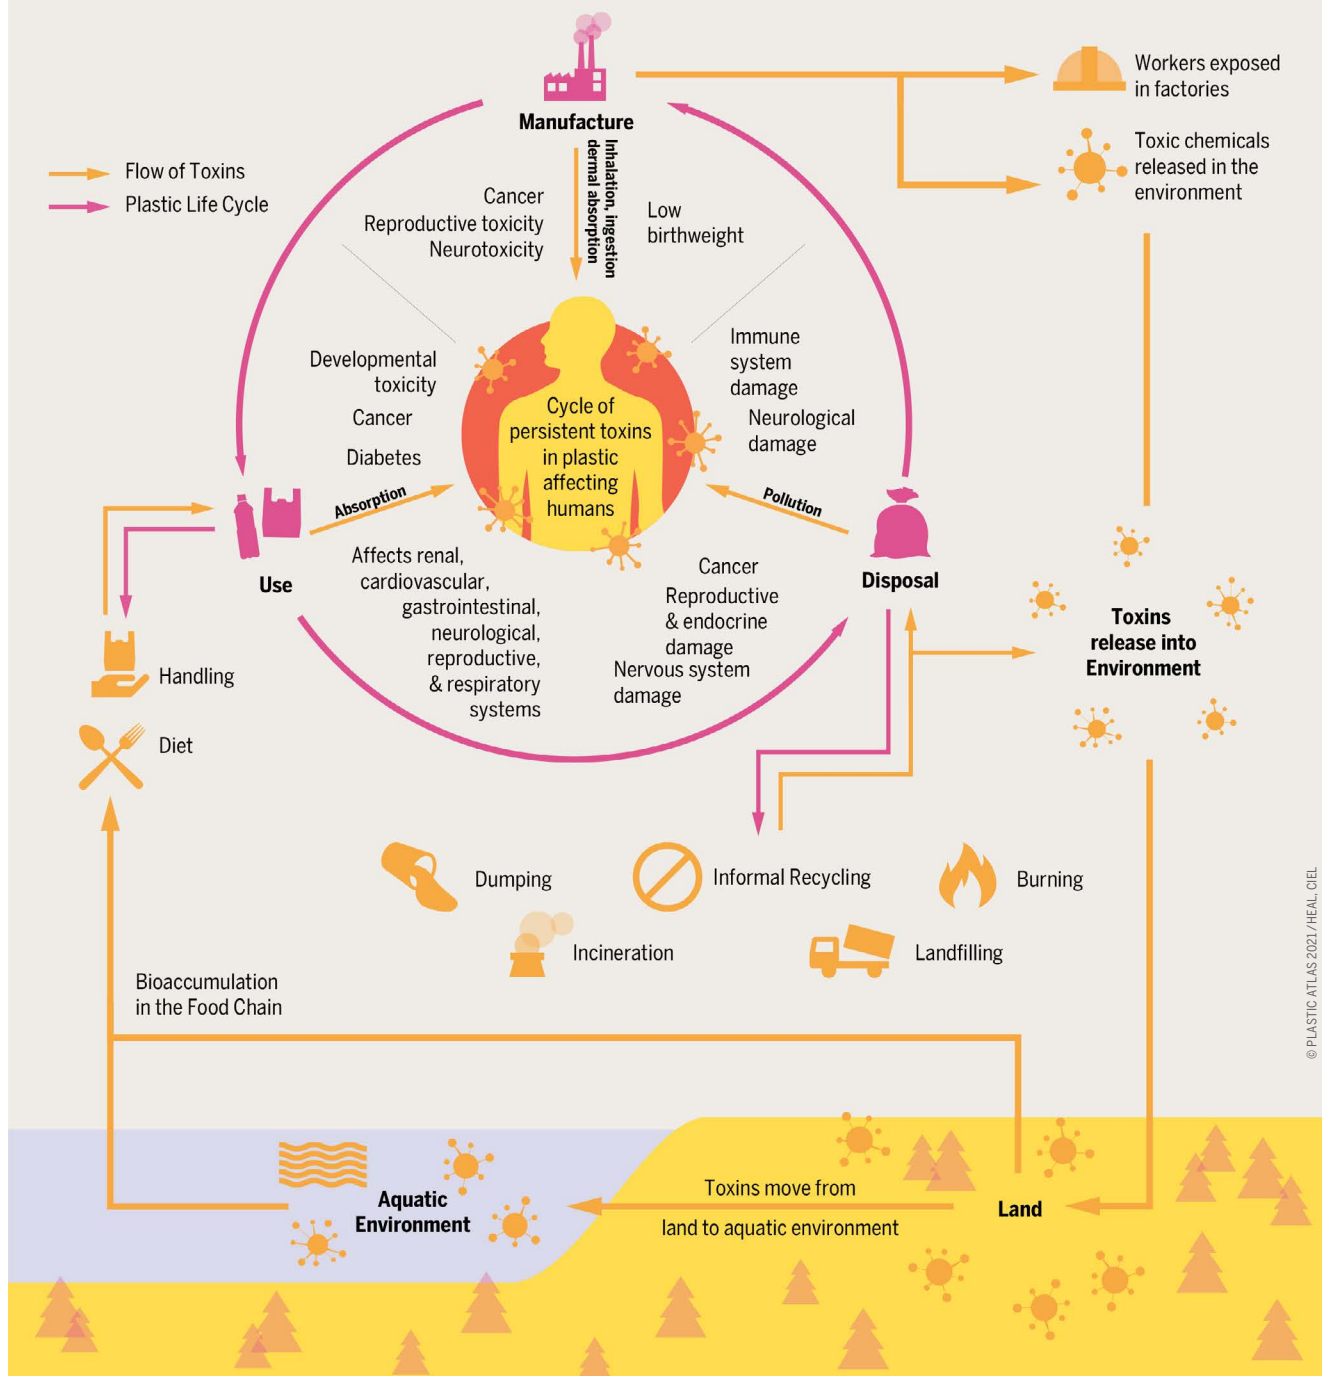 Manufacture
Workers exposed
in factories
Toxic chemicals
released in the
environment
Flow of Toxins
Plastic Life Cycle
Inhalation, ingestion
dermal absorption
Cancer
Reproductive toxicity
Neurotoxicity
Low
birthweight
Developmental
toxicity
Cancer
Diabetes
Immune
system
damage
Neurological
damage
Cycle of
persistent toxins
in plastic
affecting
humans
Absorption
Pollution
Use
Affects renal,
cardiovascular,
gastrointestinal,
neurological,
reproductive,
& respiratory
systems
Cancer
Reproductive
& endocrine
damage
Nervous system
damage
Disposal
Toxins
release into
Environment
Handling
Diet
Dumping
Informal Recycling
Burning
Incineration
Landfilling
Bioaccumulation
in the Food Chain
Aquatic
Environment
Toxins move from
land to aquatic environment
Land
© PLASTIC ATLAS 2021 / HEAL, CIEL